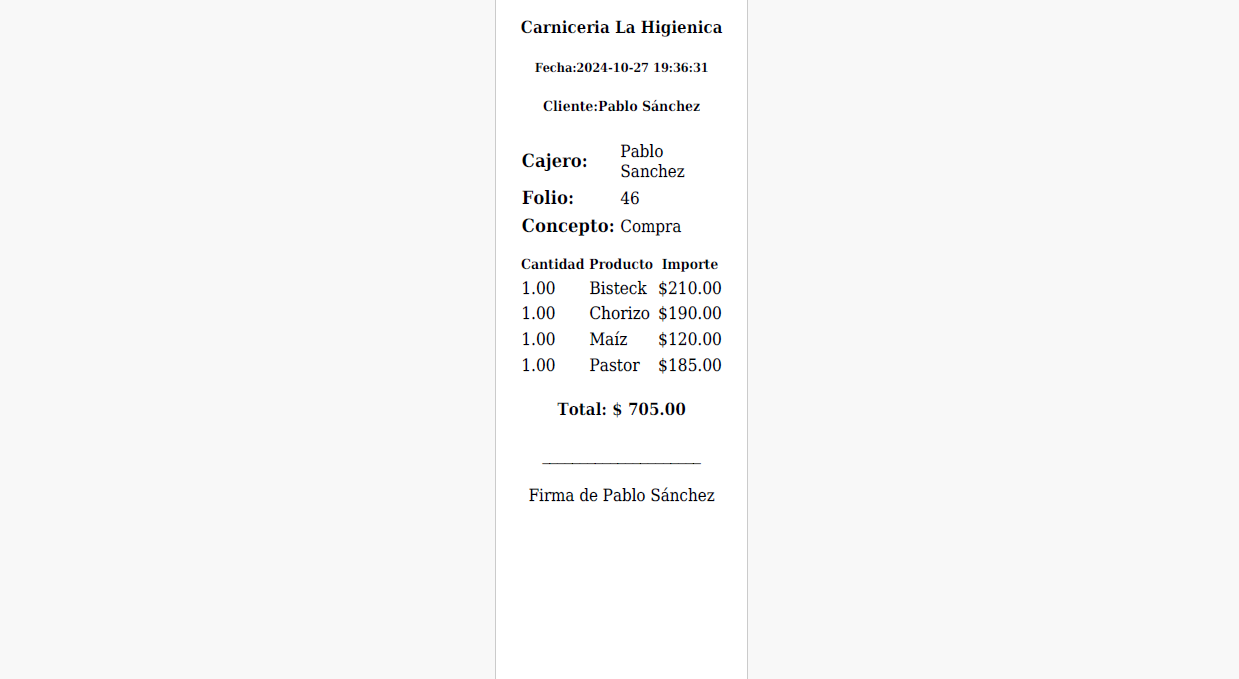 Carniceria La Higienica
Fecha:2024-10-27 19:36:31
Cliente:Pablo Sánchez
Cajero: Pablo Sanchez
Folio: 46
Concepto: Compra
Cantidad Producto Importe
1.00 Bisteck $210.00
1.00 Chorizo $190.00
1.00 Maíz $120.00
1.00 Pastor $185.00
Total: $ 705.00
____________________
Firma de Pablo Sánchez